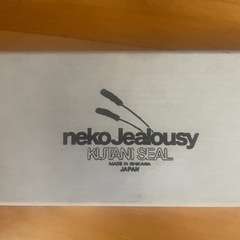 nekoJealousy
KUTANI SEAL
MADE IN ISHIKAWA
JAPAN